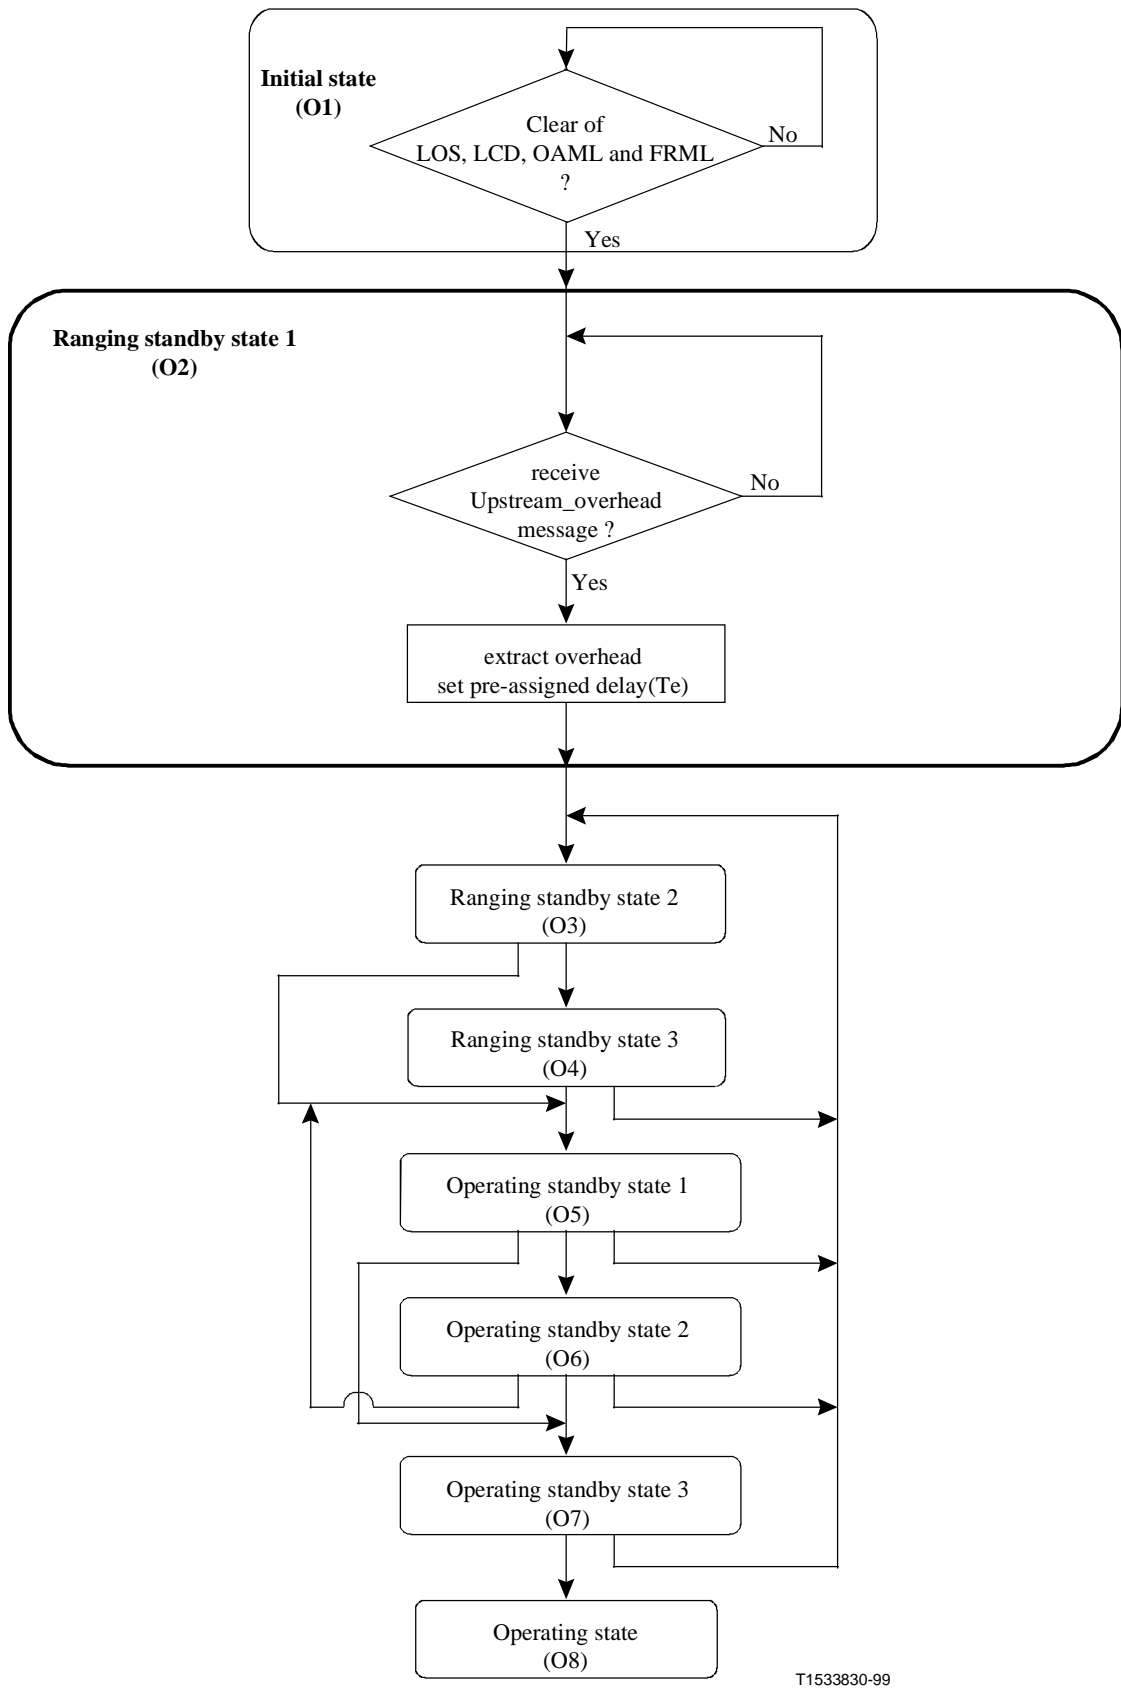 Initial state
(O1)
Clear of
LOS, LCD, OAML and FRML
?
No
Yes
Ranging standby state 1
(O2)
receive
Upstream_overhead
message ?
No
Yes
extract overhead
set pre-assigned delay(Te)
Ranging standby state 2
(O3)
Ranging standby state 3
(O4)
Operating standby state 1
(O5)
Operating standby state 2
(O6)
Operating standby state 3
(O7)
Operating state
(O8)
T1533830-99